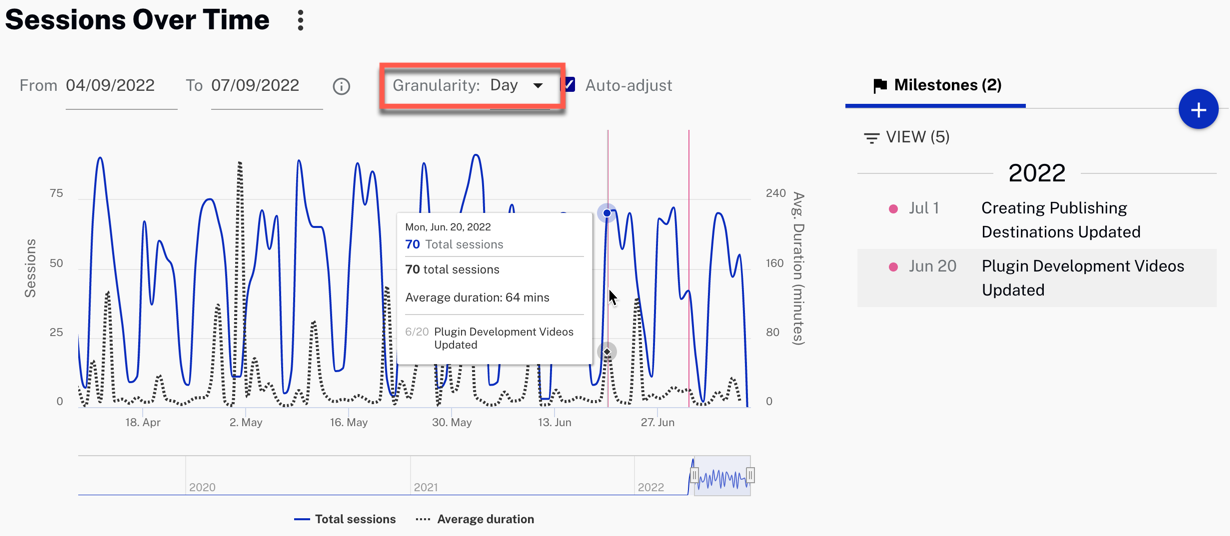 Sessions Over Time
From 04/09/2022 To 07/09/2022
Granularity: Day
Auto-adjust
Milestones (2)
VIEW (5)
2022
Jul 1 Creating Publishing
Destinations Updated
Jun 20 Plugin Development Videos
Updated
Sessions
75
50
25
0
240
160
80
0
Avg. Duration (minutes)
Mon, Jun. 20, 2022
70 Total sessions
70 total sessions
Average duration: 64 mins
6/20 Plugin Development Videos
Updated
18. Apr 2. May 16. May 30. May 13. Jun 27. Jun
2020 2021 2022
Total sessions Average duration